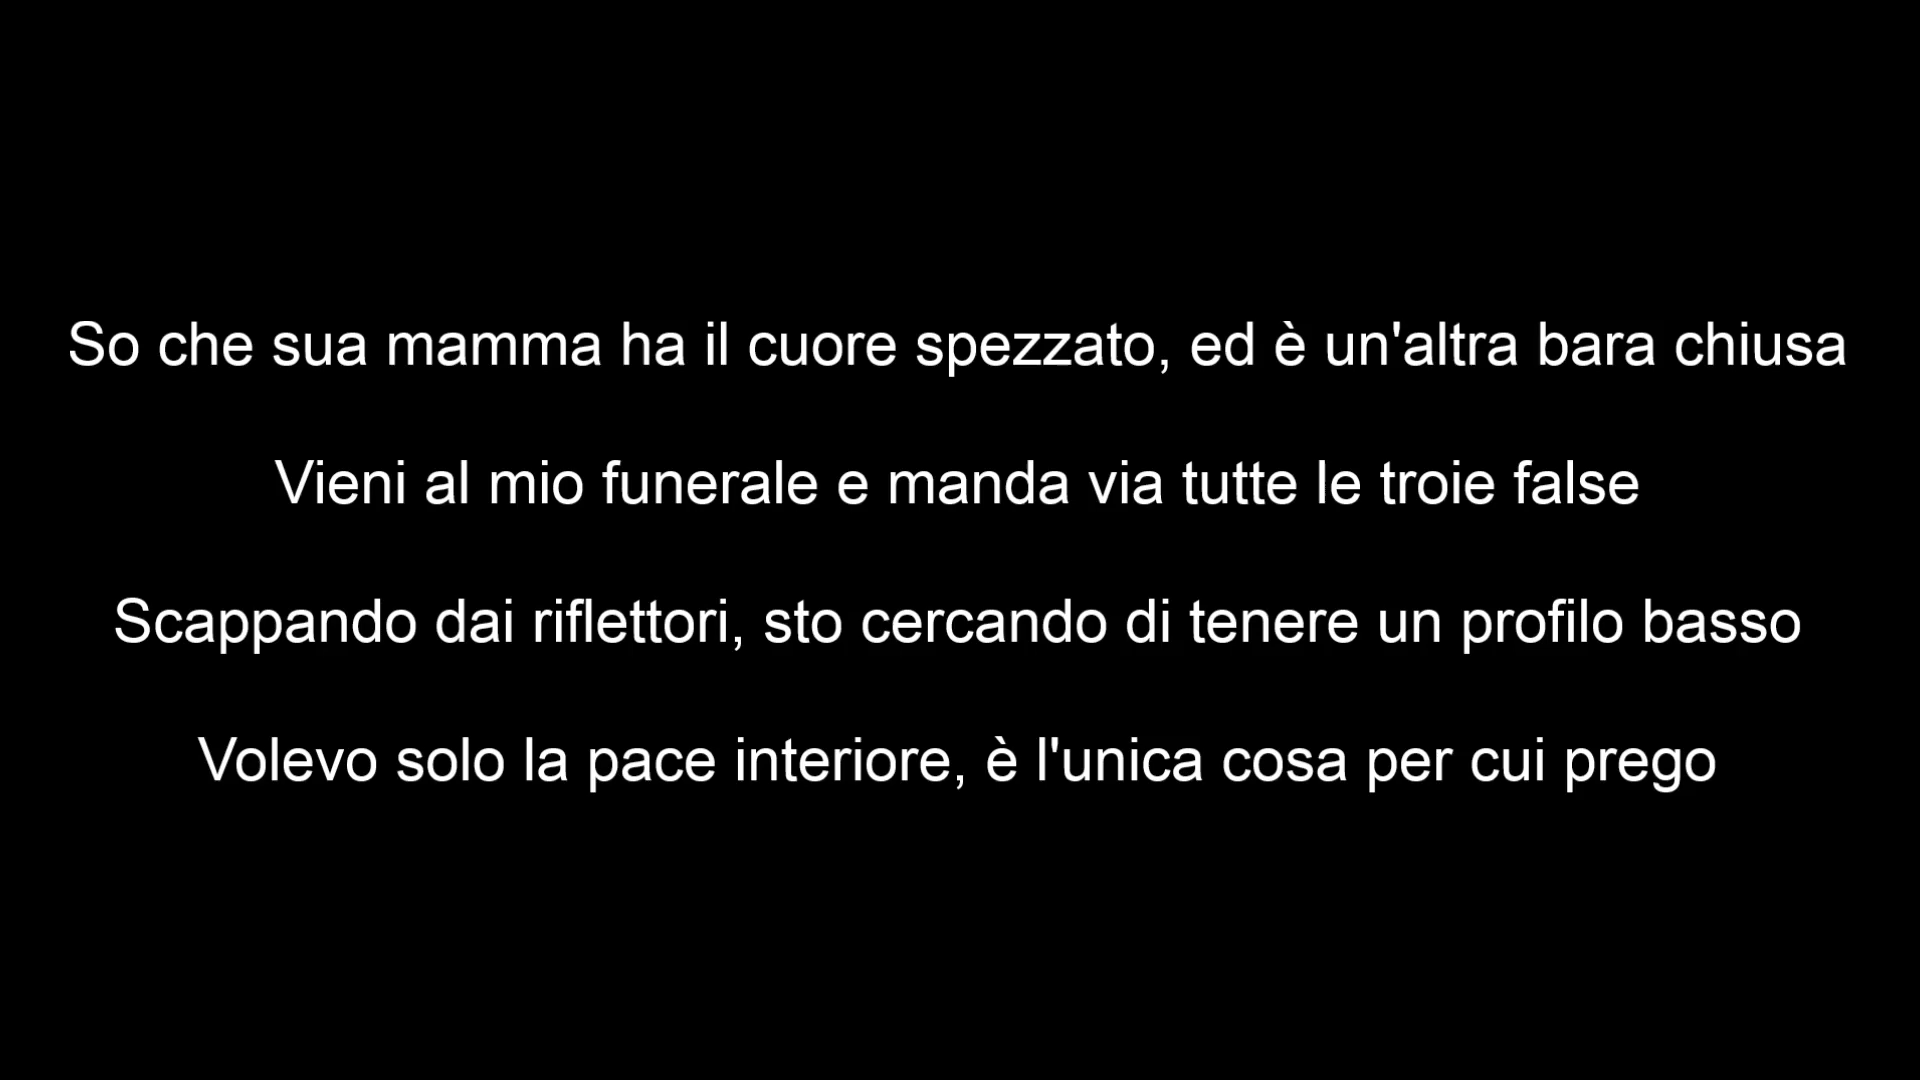 So che sua mamma ha il cuore spezzato, ed è un'altra bara chiusa
Vieni al mio funerale e manda via tutte le troie false
Scappando dai riflettori, sto cercando di tenere un profilo basso
Volevo solo la pace interiore, è l'unica cosa per cui prego